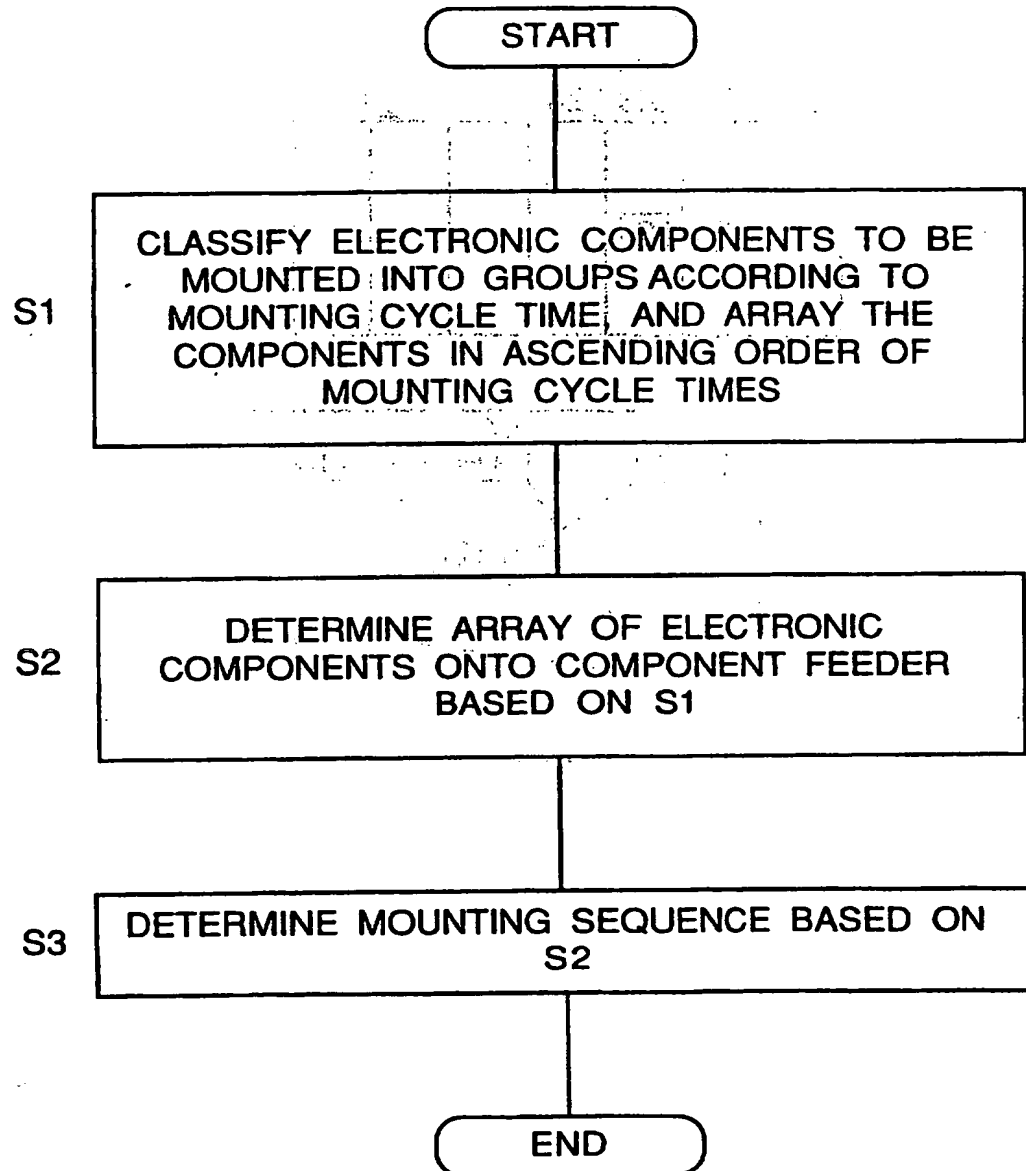 START
S1
CLASSIFY ELECTRONIC COMPONENTS TO BE
MOUNTED INTO GROUPS ACCORDING TO
MOUNTING CYCLE TIME, AND ARRAY THE
COMPONENTS IN ASCENDING ORDER OF
MOUNTING CYCLE TIMES
S2
DETERMINE ARRAY OF ELECTRONIC
COMPONENTS ONTO COMPONENT FEEDER
BASED ON S1
S3
DETERMINE MOUNTING SEQUENCE BASED ON
S2
END